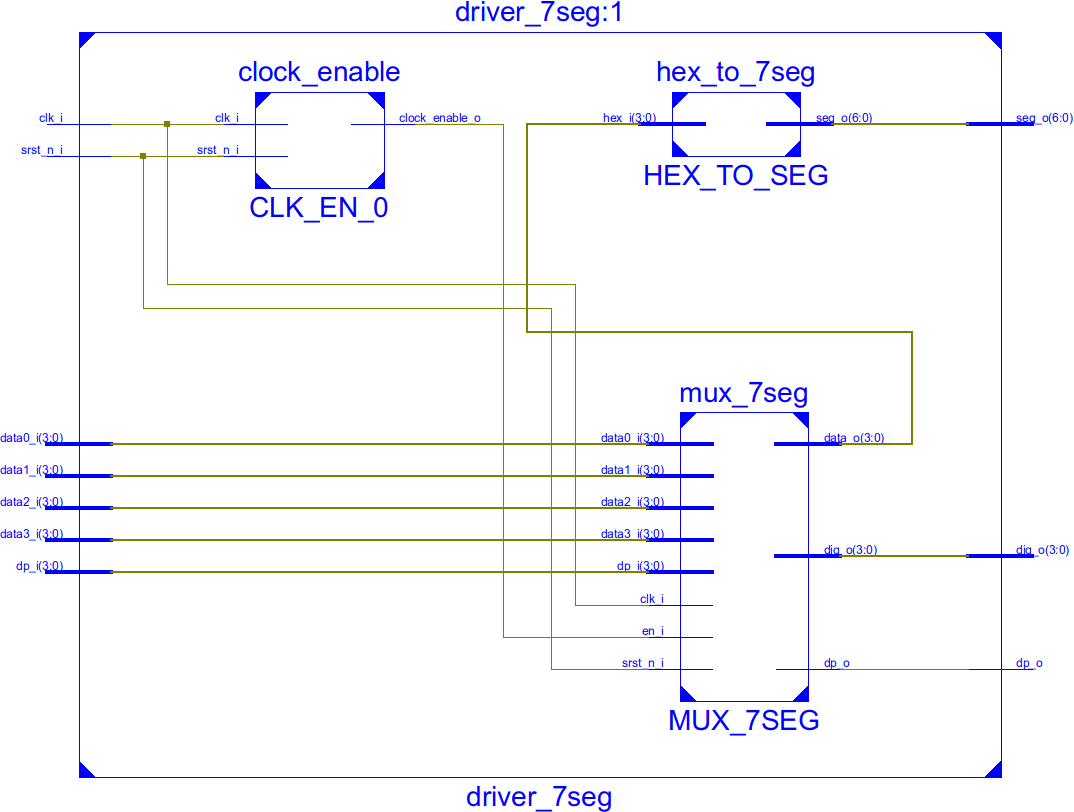 driver_7seg:1
clock_enable
hex_to_7seg
clk_i
clk_i
clock_enable_o
hex_i(3:0)
seg_o(6:0)
seg_o(6:0)
srst_n_i
srst_n_i
HEX_TO_SEG
CLK_EN_0
mux_7seg
data0_i(3:0)
data0_i(3:0)
data_o(3:0)
data1_i(3:0)
data1_i(3:0)
data2_i(3:0)
data2_i(3:0)
data3_i(3:0)
data3_i(3:0)
dig_o(3:0)
dig_o(3:0)
dp_i(3:0)
dp_i(3:0)
clk_i
en_i
srst_n_i
dp_o
dp_o
MUX_7SEG
driver_7seg